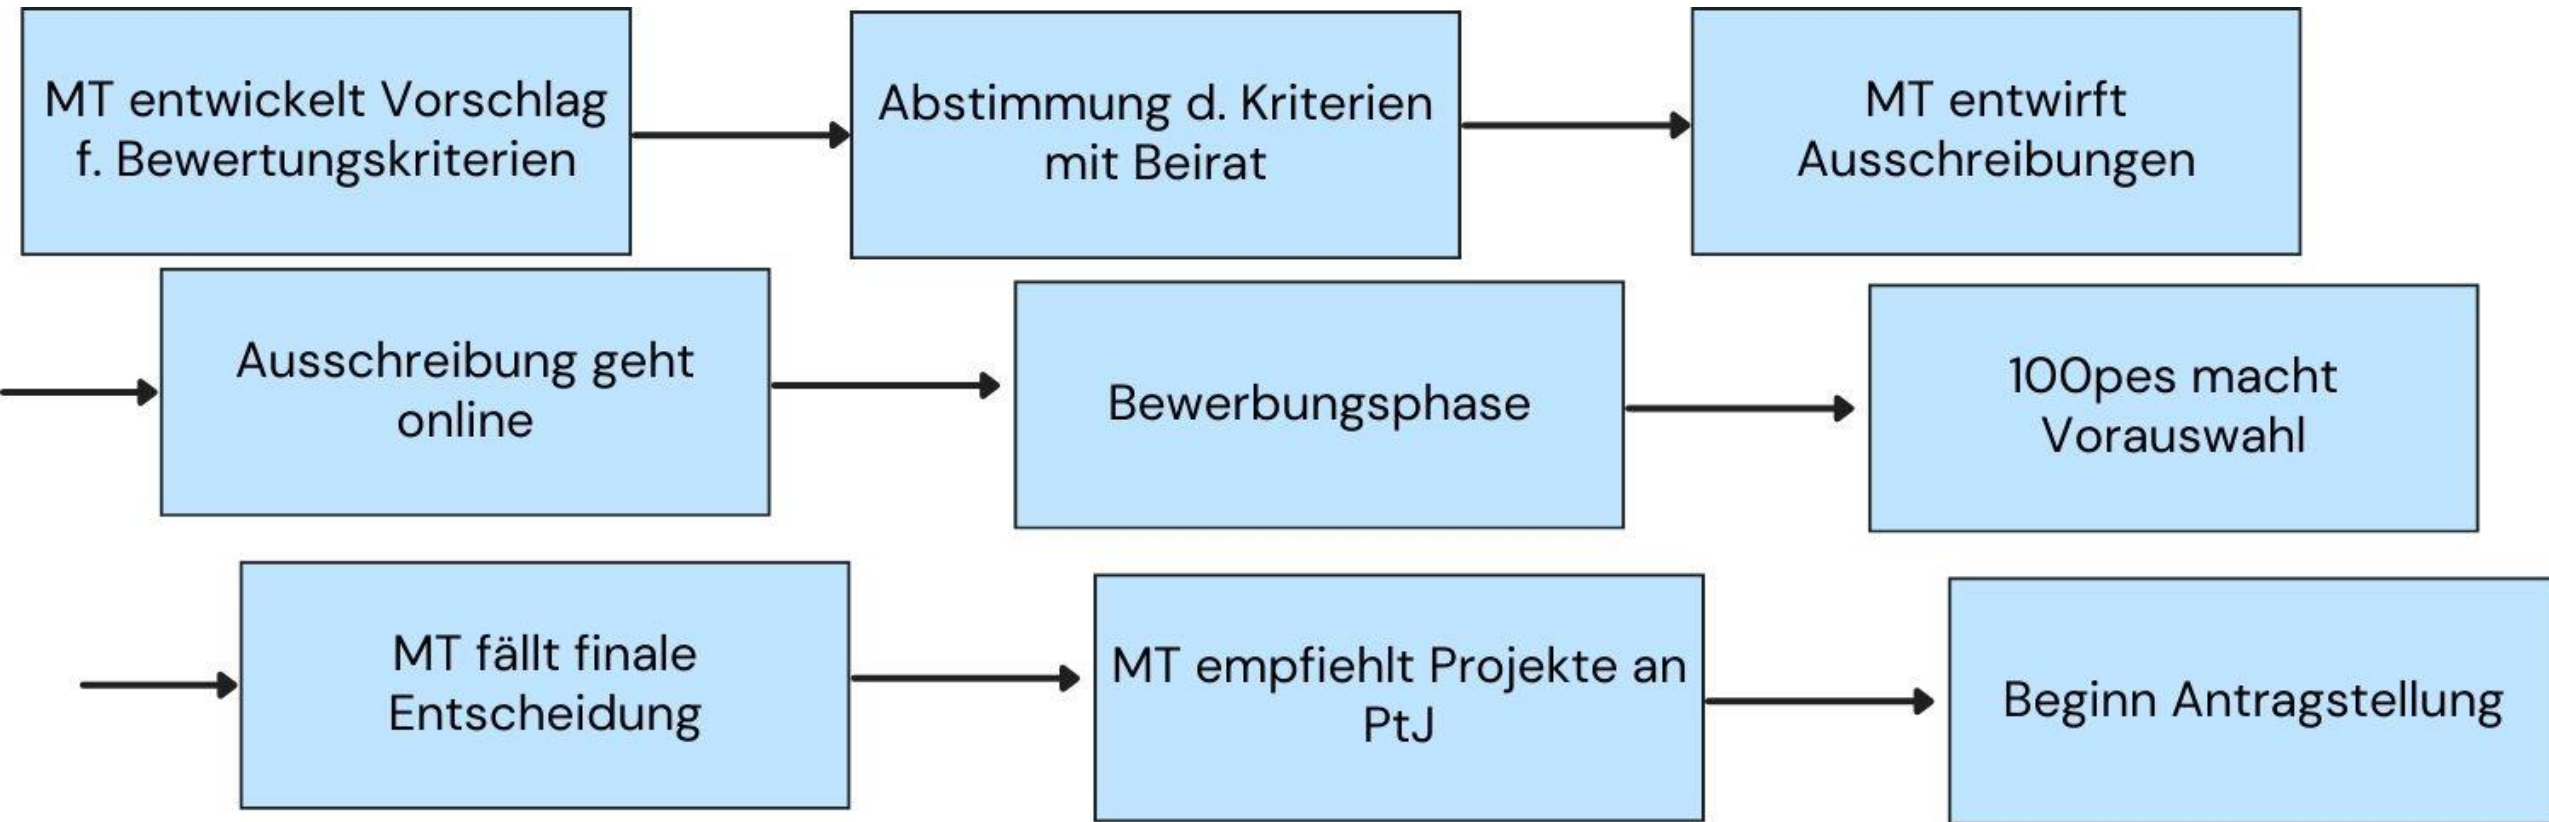 MT entwickelt Vorschlag
f. Bewertungskriterien
Abstimmung d. Kriterien
mit Beirat
MT entwirft
Ausschreibungen
Ausschreibung geht
online
Bewerbungsphase
100pes macht
Vorauswahl
MT fällt finale
Entscheidung
MT empfiehlt Projekte an
PtJ
Beginn Antragstellung